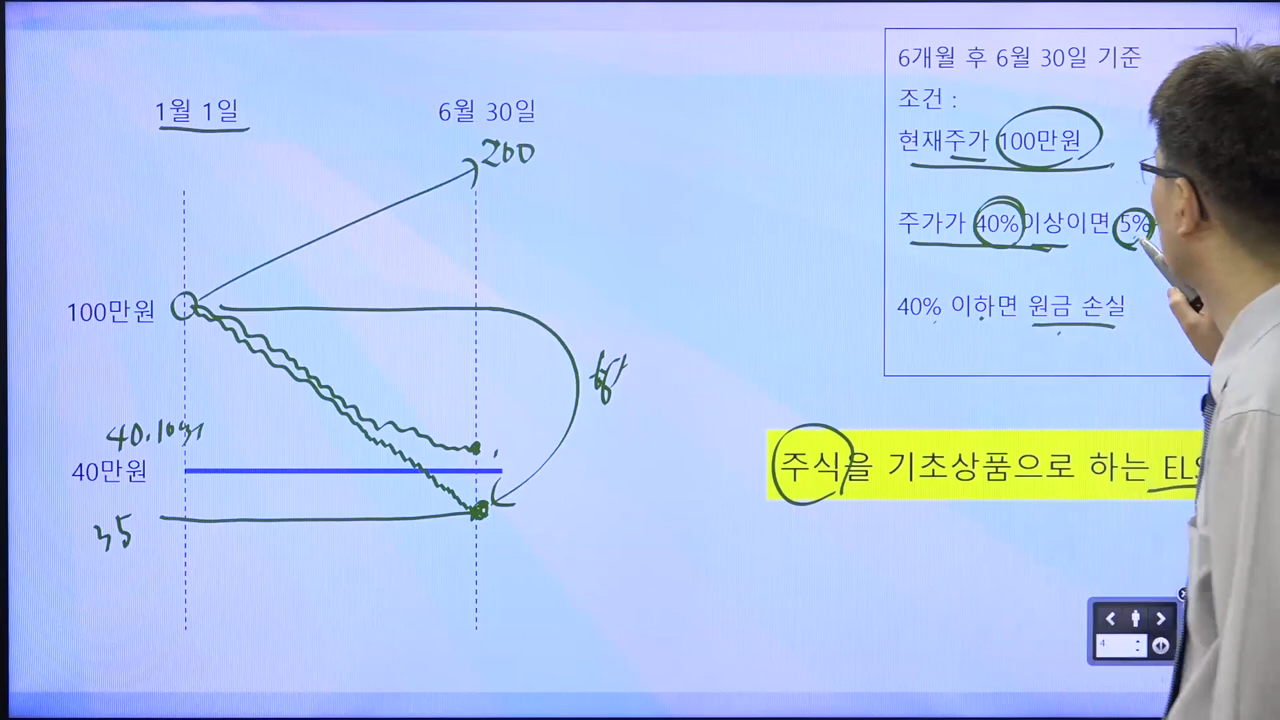 1월 1일
6월 30일
200
100만원
40.10
40만원
35
6개월 후 6월 30일 기준
조건 :
현재주가 100만원
주가가 40%이상이면 5%
40% 이하면 원금 손실
주식을 기초상품으로 하는 ELS
4